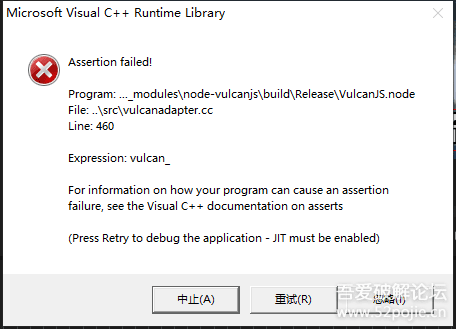 Microsoft Visual C++ Runtime Library
Assertion failed!
Program: ..._modules\node-vulcanjs\build\Release\VulcanJS.node
File: ..\src\vulcanadapter.cc
Line: 460
Expression: vulcan_
For information on how your program can cause an assertion
failure, see the Visual C++ documentation on asserts
(Press Retry to debug the application - JIT must be enabled)
中止(A) 重试(R) 忽略(I)
吾爱破解论坛
www.52pojie.cn